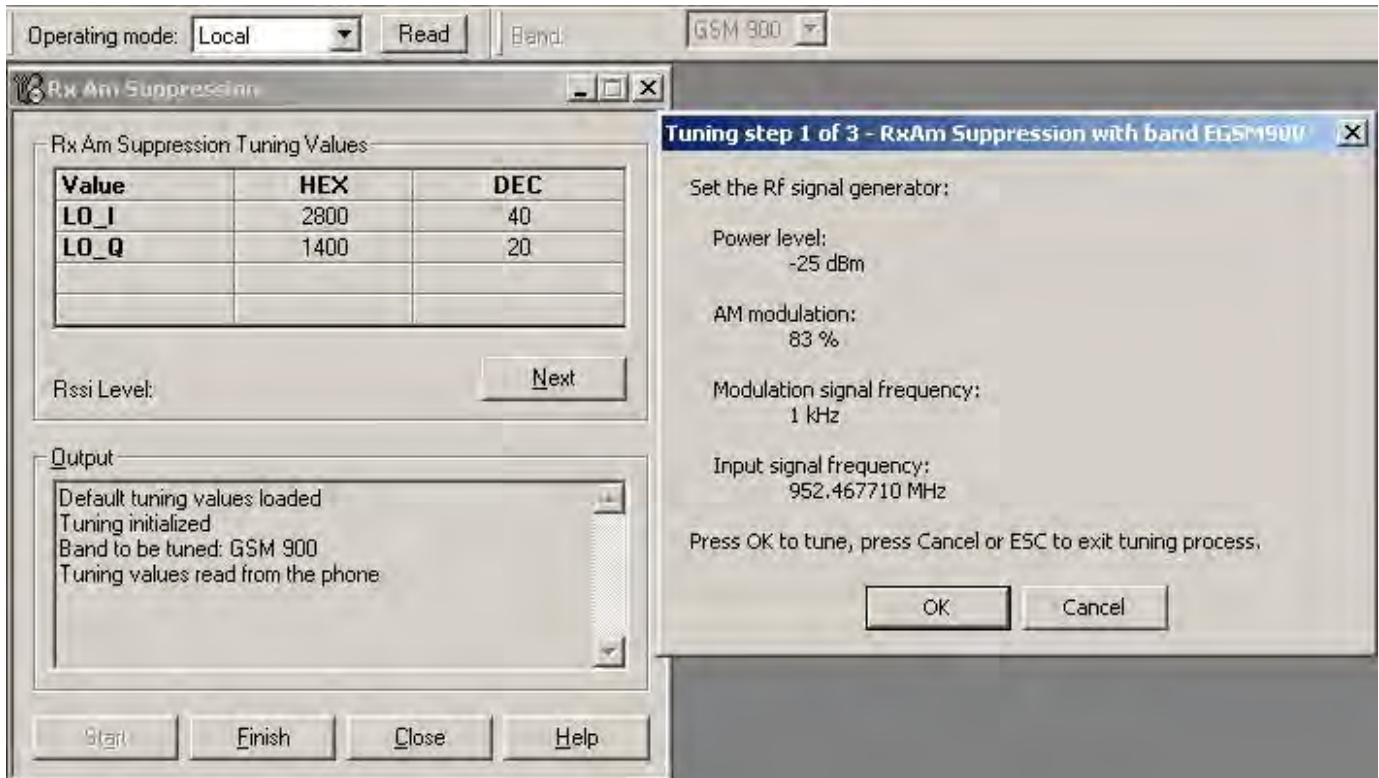 Operating mode: Local Read Band: GSM 900
Rx Am Suppression
Rx Am Suppression Tuning Values
Value HEX DEC
LO_I 2800 40
LO_Q 1400 20
Rssi Level: Next
Output
Default tuning values loaded
Tuning initialized
Band to be tuned: GSM 900
Tuning values read from the phone
Start Finish Close Help
Tuning step 1 of 3 - RxAm Suppression with band EGSM900
Set the Rf signal generator:
Power level:
-25 dBm
AM modulation:
83 %
Modulation signal frequency:
1 kHz
Input signal frequency:
952.467710 MHz
Press OK to tune, press Cancel or ESC to exit tuning process.
OK Cancel